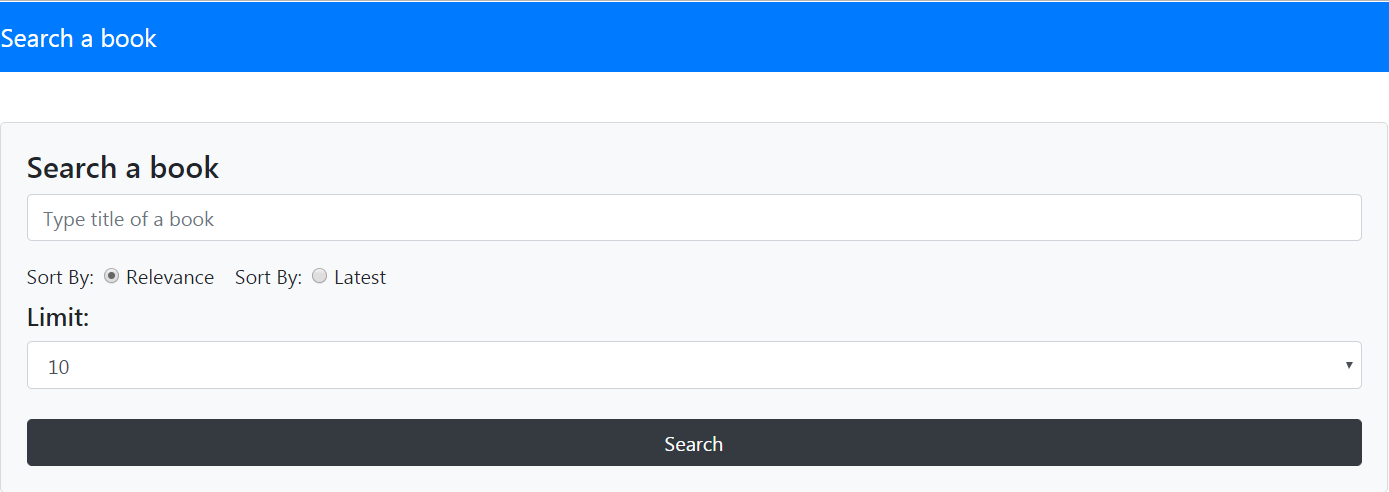 Search a book
Search a book
Type title of a book
Sort By: Relevance Sort By: Latest
Limit:
10
Search